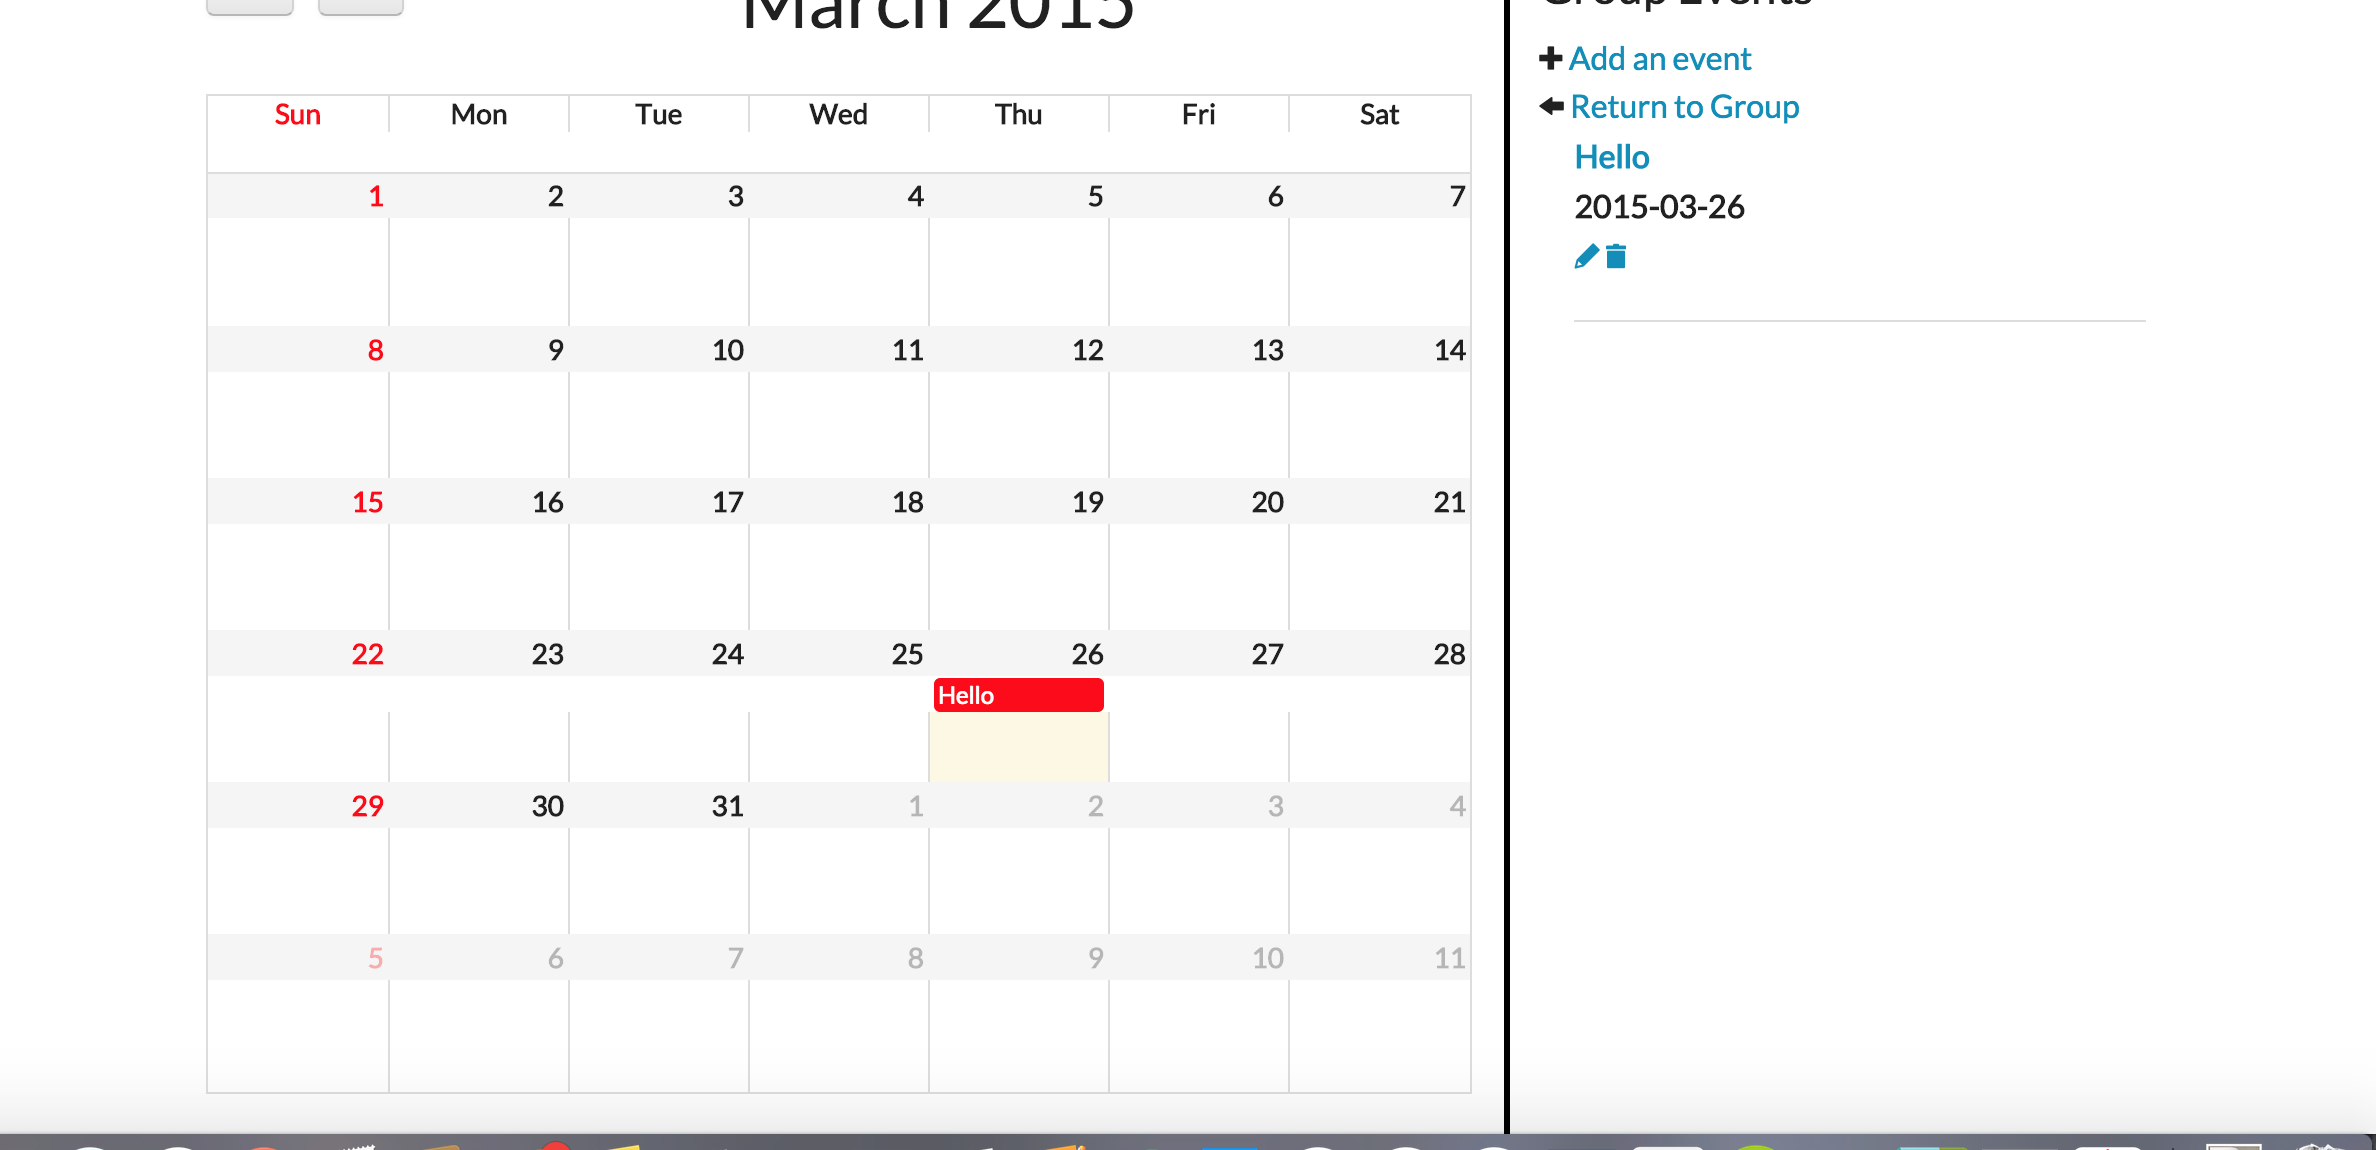 March 2015
Sun Mon Tue Wed Thu Fri Sat
1 2 3 4 5 6 7
8 9 10 11 12 13 14
15 16 17 18 19 20 21
22 23 24 25 26 27 28
Hello
29 30 31 1 2 3 4
5 6 7 8 9 10 11
Group Events
Add an event
Return to Group
Hello
2015-03-26